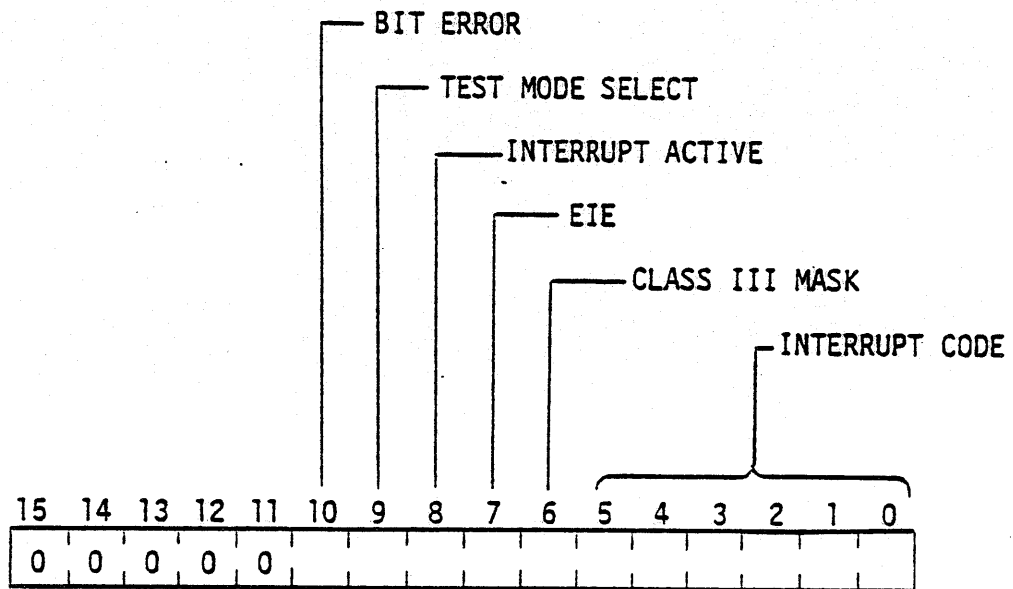 BIT ERROR
TEST MODE SELECT
INTERRUPT ACTIVE
EIE
CLASS III MASK
INTERRUPT CODE
15 14 13 12 11 10 9 8 7 6 5 4 3 2 1 0
0 0 0 0 0